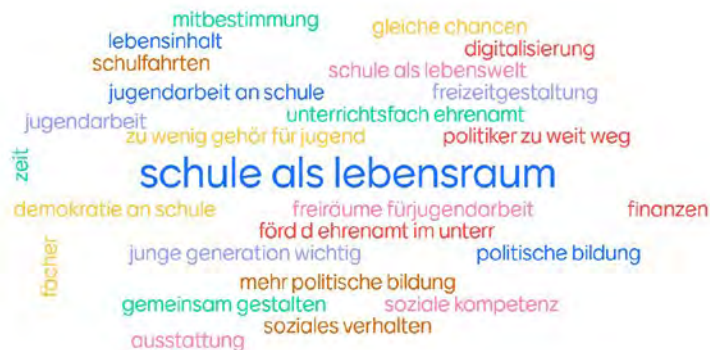 mitbestimmung
gleiche chancen
lebensinhalt
digitalisierung
schulfahrten
schule als lebenswelt
jugendarbeit an schule
freizeitgestaltung
jugendarbeit
unterrichtsfach ehrenamt
zu wenig gehör für jugend
politiker zu weit weg
zeit
schule als lebensraum
demokratie an schule
freiräume fürjugendarbeit
finanzen
förd d ehrenamt im unterr
fächer
junge generation wichtig
politische bildung
mehr politische bildung
gemeinsam gestalten
soziale kompetenz
soziales verhalten
ausstattung